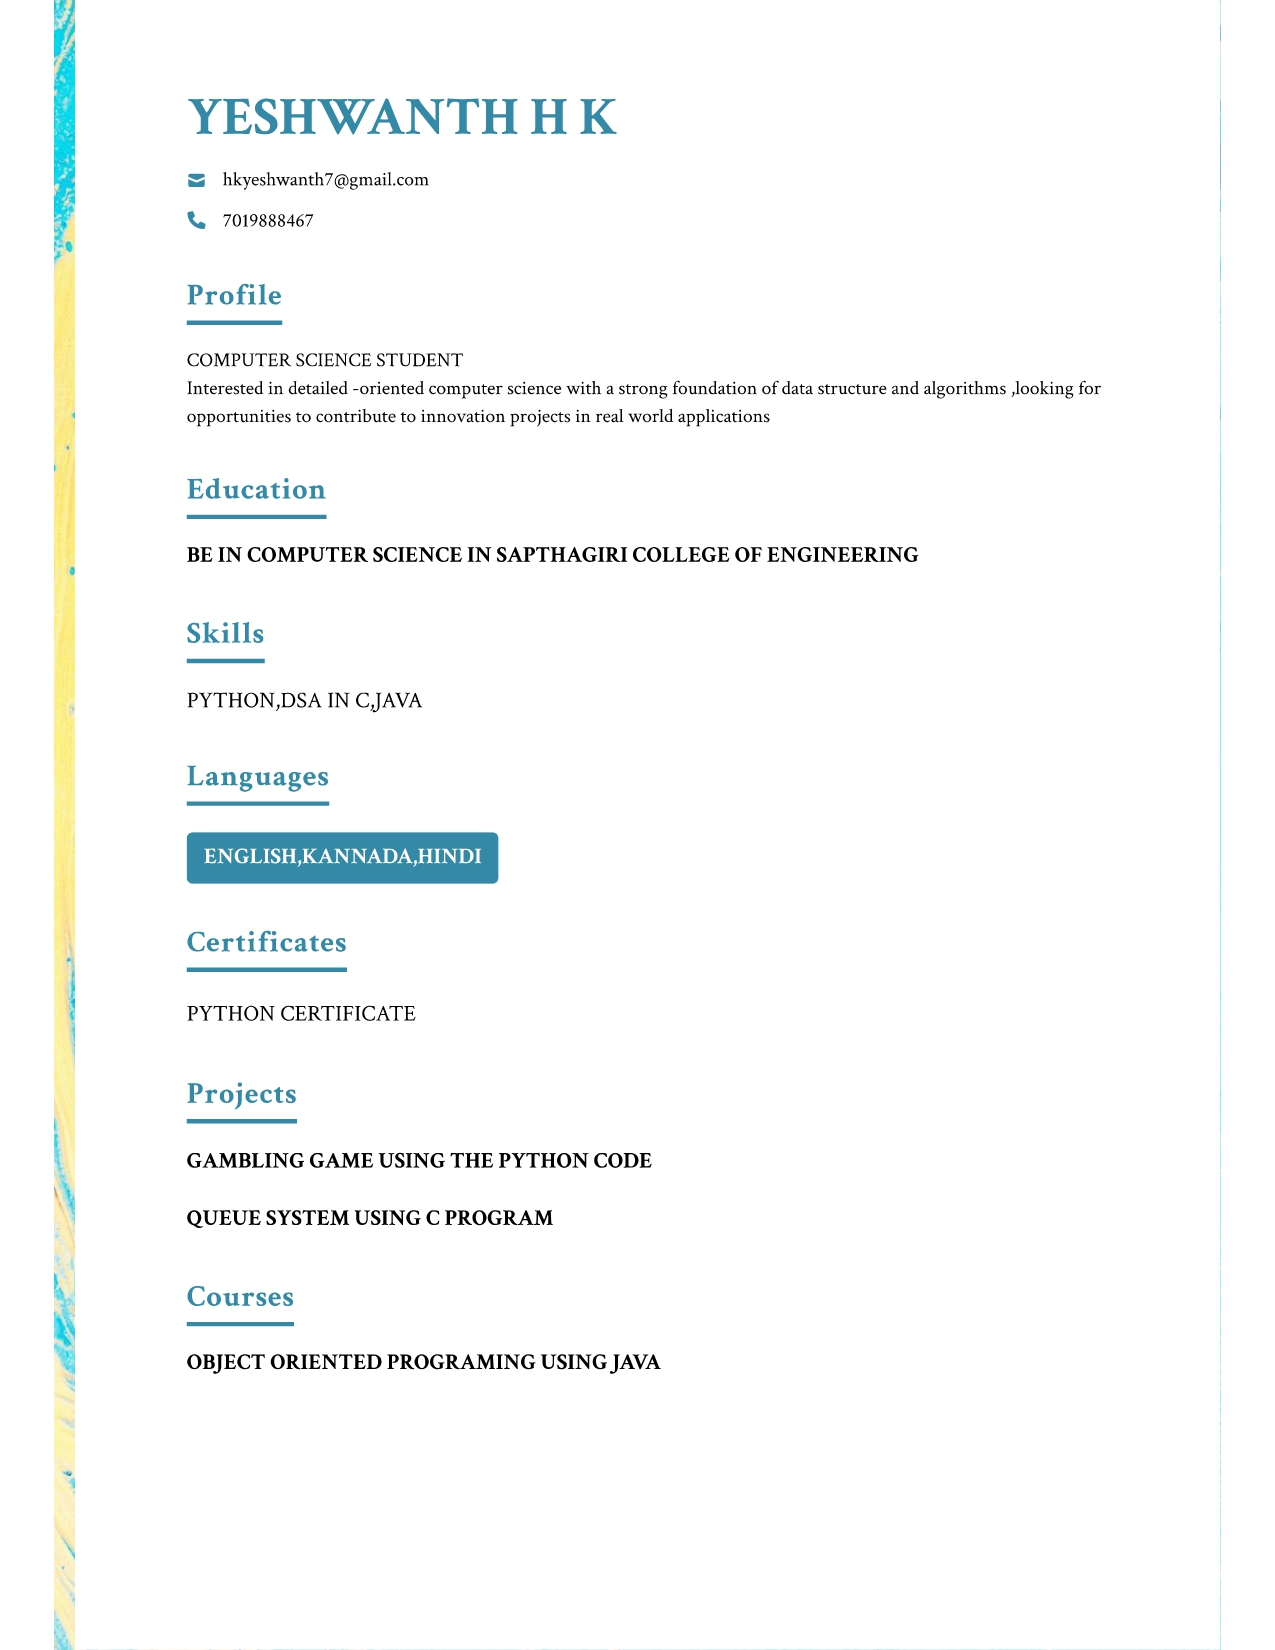 YESHWANTH H K
hkyeshwanth7@gmail.com
7019888467
Profile
COMPUTER SCIENCE STUDENT
Interested in detailed -oriented computer science with a strong foundation of data structure and algorithms ,looking for
opportunities to contribute to innovation projects in real world applications
Education
BE IN COMPUTER SCIENCE IN SAPTHAGIRI COLLEGE OF ENGINEERING
Skills
PYTHON,DSA IN C,JAVA
Languages
ENGLISH,KANNADA,HINDI
Certificates
PYTHON CERTIFICATE
Projects
GAMBLING GAME USING THE PYTHON CODE
QUEUE SYSTEM USING C PROGRAM
Courses
OBJECT ORIENTED PROGRAMING USING JAVA